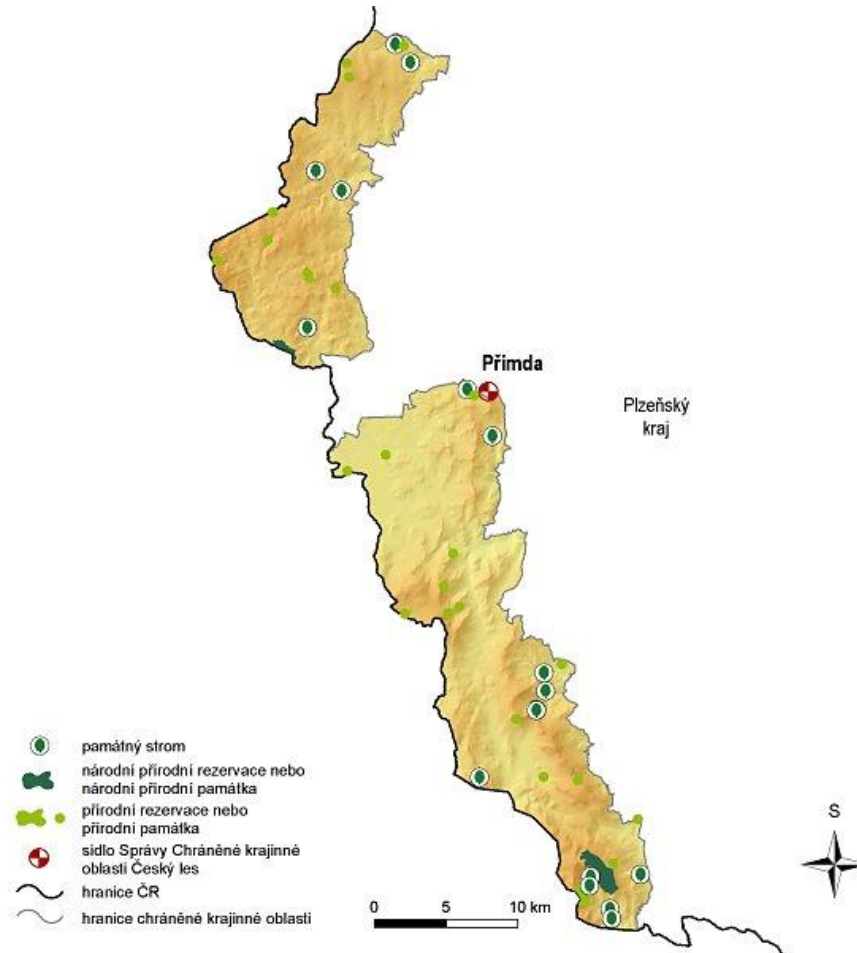 Přimda
Plzeňský
kraj
památný strom
národní přírodní rezervace nebo
národní přírodní památka
přírodní rezervace nebo
přírodní památka
sídlo Správy Chráněné krajinné
oblasti Český les
hranice ČR
hranice chráněné krajinné oblasti
0 5 10 km
S